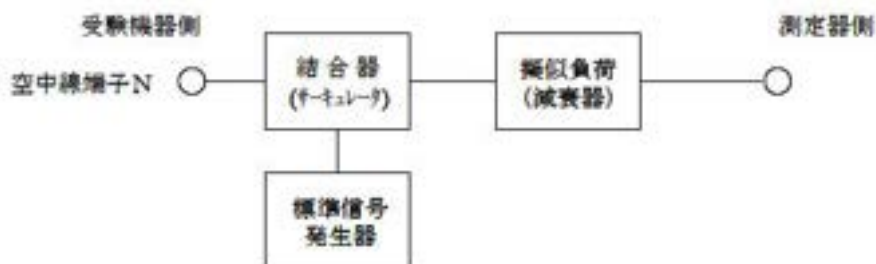 受験機器側
測定器側
空中線端子N
結合器
(サーキュレータ)
擬似負荷
(減衰器)
標準信号
発生器